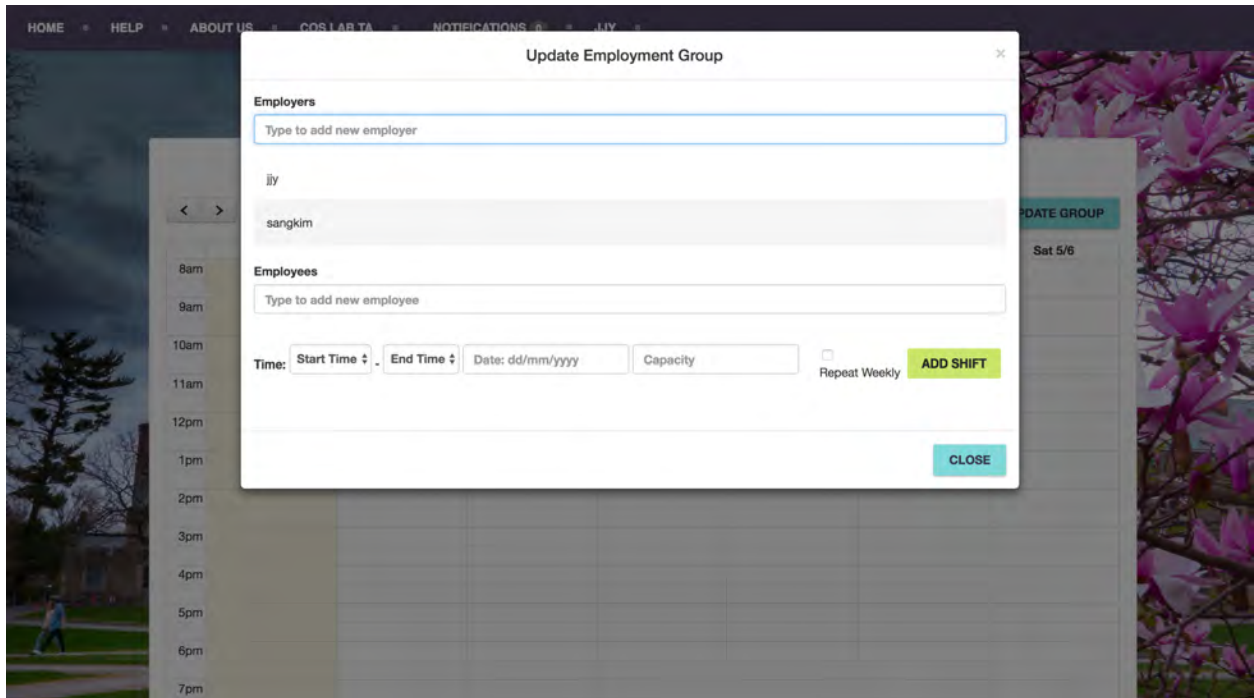 HOME HELP ABOUT US COS LAB TA NOTIFICATIONS 0 JJY
Update Employment Group ×
Employers
Type to add new employer
jjy
sangkim
Employees
Type to add new employee
Time: Start Time - End Time Date: dd/mm/yyyy Capacity Repeat Weekly ADD SHIFT
CLOSE
< >
PDATE GROUP
Sat 5/6
8am
9am
10am
11am
12pm
1pm
2pm
3pm
4pm
5pm
6pm
7pm